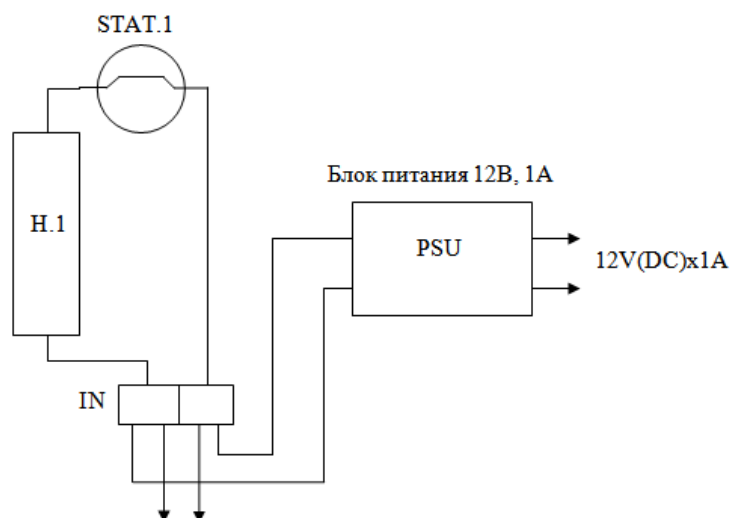 STAT.1
H.1
Блок питания 12В, 1А
PSU
12V(DC)x1A
IN